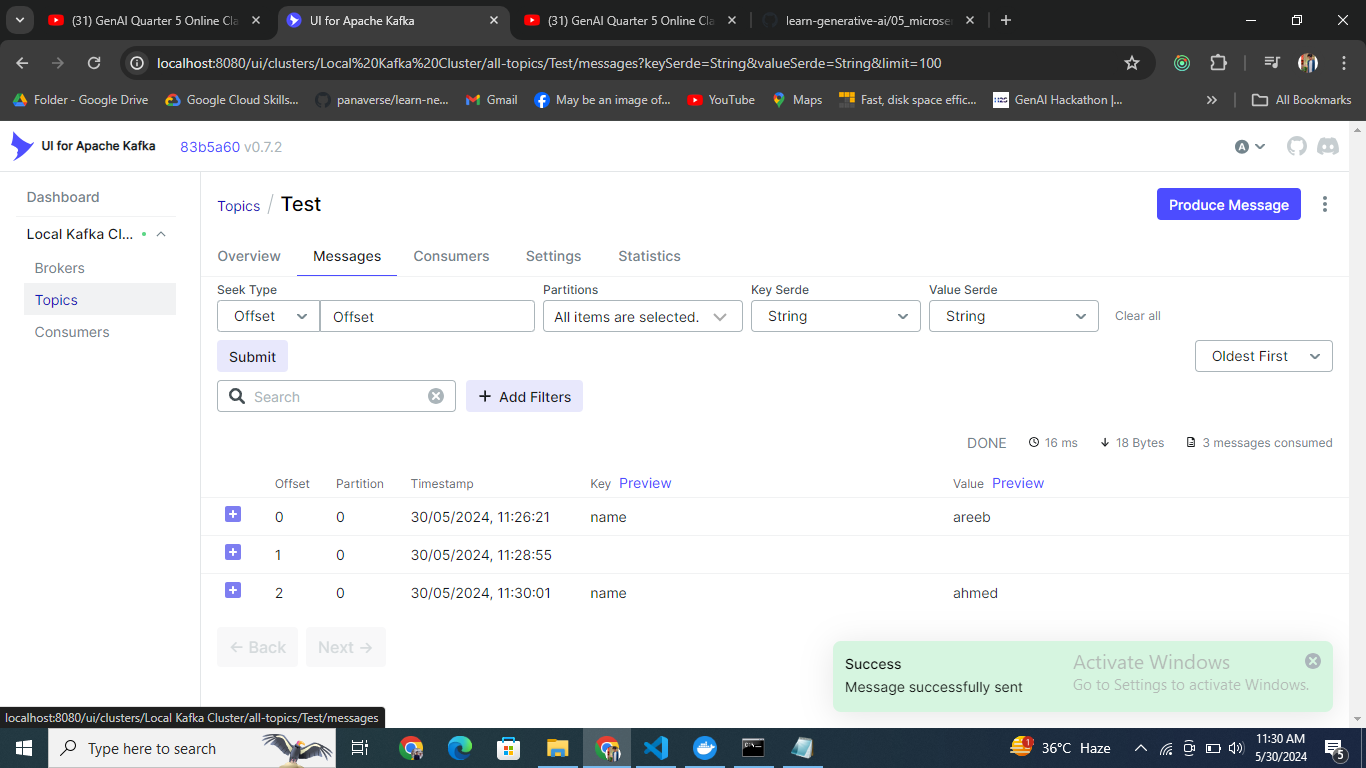 (31) GenAI Quarter 5 Online Cla
UI for Apache Kafka
(31) GenAI Quarter 5 Online Cla
learn-generative-ai/05_microser
localhost:8080/ui/clusters/Local%20Kafka%20Cluster/all-topics/Test/messages?keySerde=String&valueSerde=String&limit=100
Folder - Google Drive
Google Cloud Skills...
panaverse/learn-ne...
Gmail
May be an image of...
YouTube
Maps
Fast, disk space effic...
GenAI Hackathon |...
All Bookmarks
UI for Apache Kafka
83b5a60 v0.7.2
A
Dashboard
Local Kafka Cl...
Brokers
Topics
Consumers
Topics / Test
Produce Message
Overview Messages Consumers Settings Statistics
Seek Type
Partitions
Key Serde
Value Serde
Offset
Offset
All items are selected.
String
String
Clear all
Submit
Oldest First
Search
Add Filters
DONE 16 ms 18 Bytes 3 messages consumed
Offset Partition Timestamp Key Preview Value Preview
0 0 30/05/2024, 11:26:21 name areeb
1 0 30/05/2024, 11:28:55
2 0 30/05/2024, 11:30:01 name ahmed
← Back Next →
Success
Message successfully sent
Activate Windows
Go to Settings to activate Windows.
localhost:8080/ui/clusters/Local Kafka Cluster/all-topics/Test/messages
Type here to search
1
36°C Haze
11:30 AM
5/30/2024
5